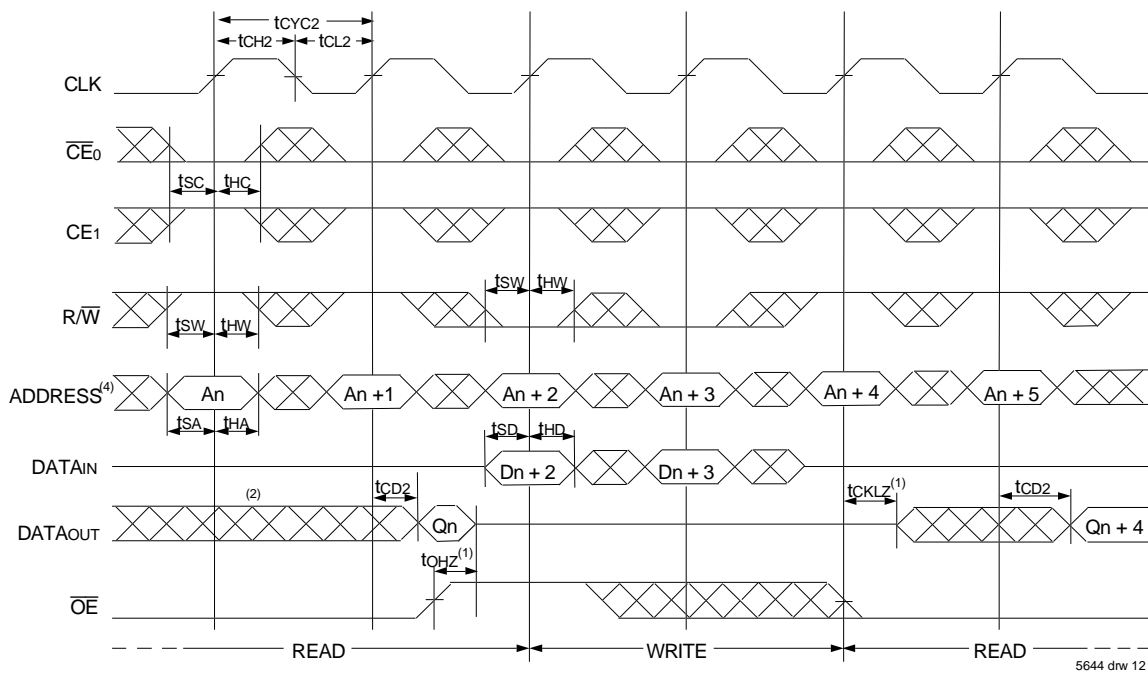 tCYC2
tCH2 tCL2
CLK
CE0
tSC tHC
CE1
tSW tHW
R/W
tSW tHW
ADDRESS(4) An An +1 An + 2 An + 3 An + 4 An + 5
tSA tHA tSD tHD
DATAIN Dn + 2 Dn + 3
(2) tCD2 tCKLZ(1) tCD2
DATAOUT Qn Qn + 4
tOHZ(1)
OE
READ WRITE READ
5644 drw 12